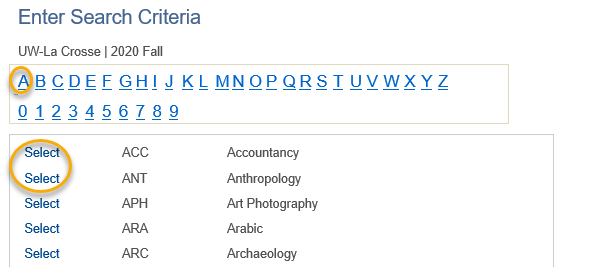 Enter Search Criteria
UW-La Crosse | 2020 Fall
A B C D E F G H I J K L M N O P Q R S T U V W X Y Z
0 1 2 3 4 5 6 7 8 9
Select ACC Accountancy
Select ANT Anthropology
Select APH Art Photography
Select ARA Arabic
Select ARC Archaeology